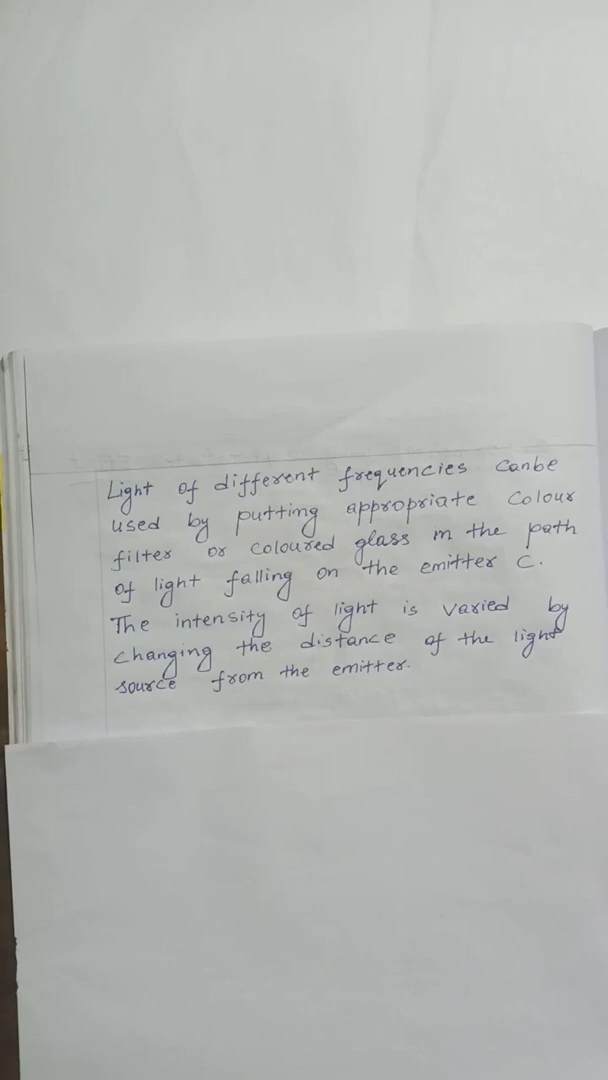 Light of different frequencies canbe
used by putting appropriate colour
filter or coloured glass in the path
of light falling on the emitter C.
The intensity of light is varied by
changing the distance of the light
source from the emitter.